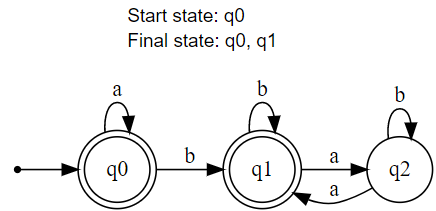 Start state: q0
Final state: q0, q1
a
b
b
q0
b
q1
a
q2
a